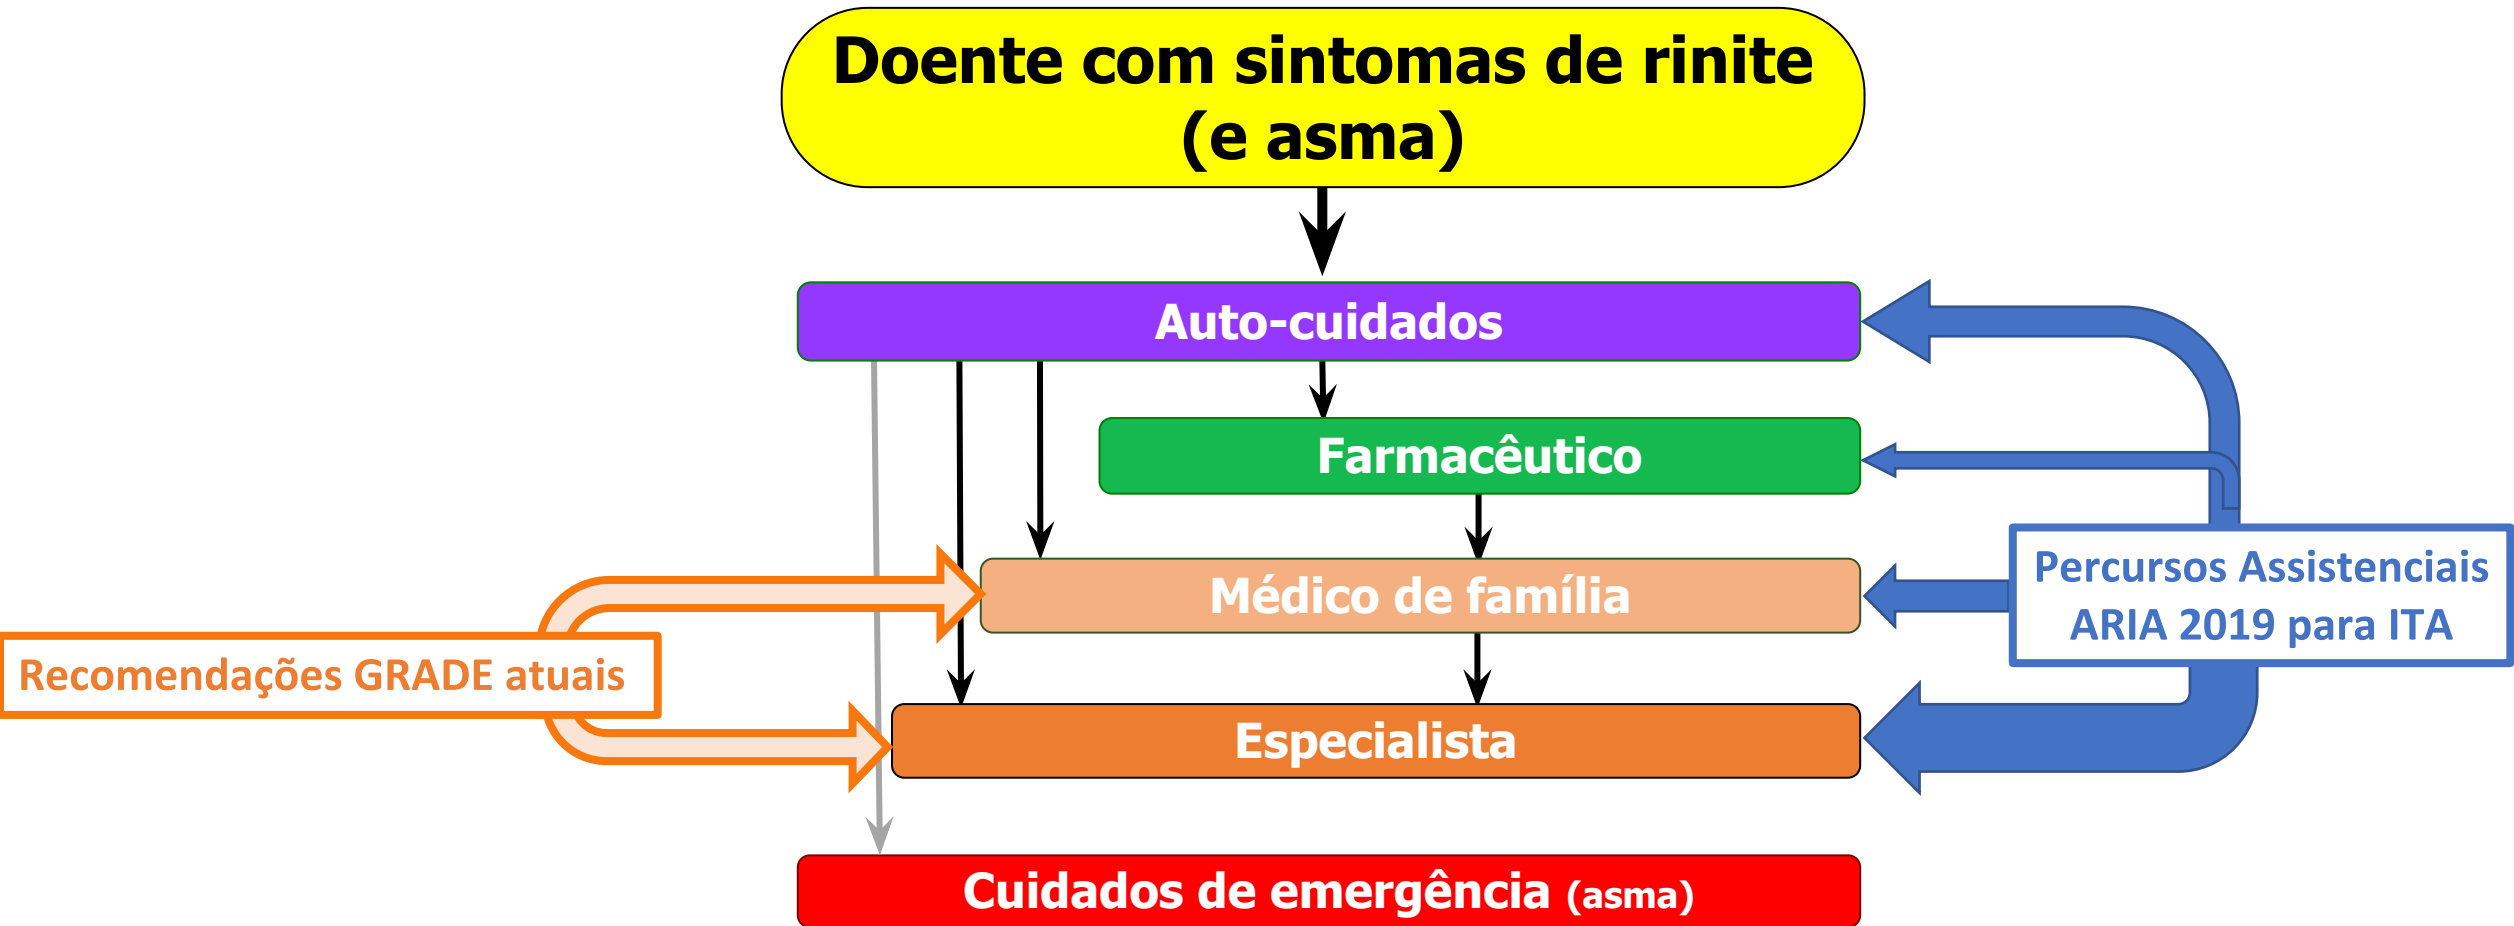 Doente com sintomas de rinite
(e asma)
Auto-cuidados
Farmacêutico
Médico de família
Especialista
Cuidados de emergência (asma)
Recomendações GRADE atuais
Percursos Assistenciais
ARIA 2019 para ITA